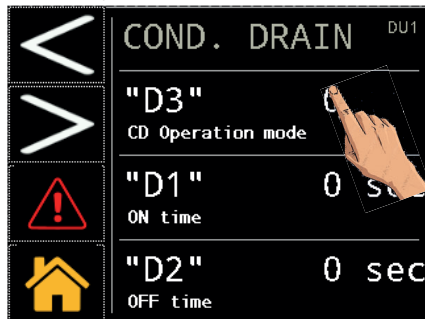 COND. DRAIN DU1
"D3"
CD Operation mode
"D1" 0 sec
ON time
"D2" 0 sec
OFF time